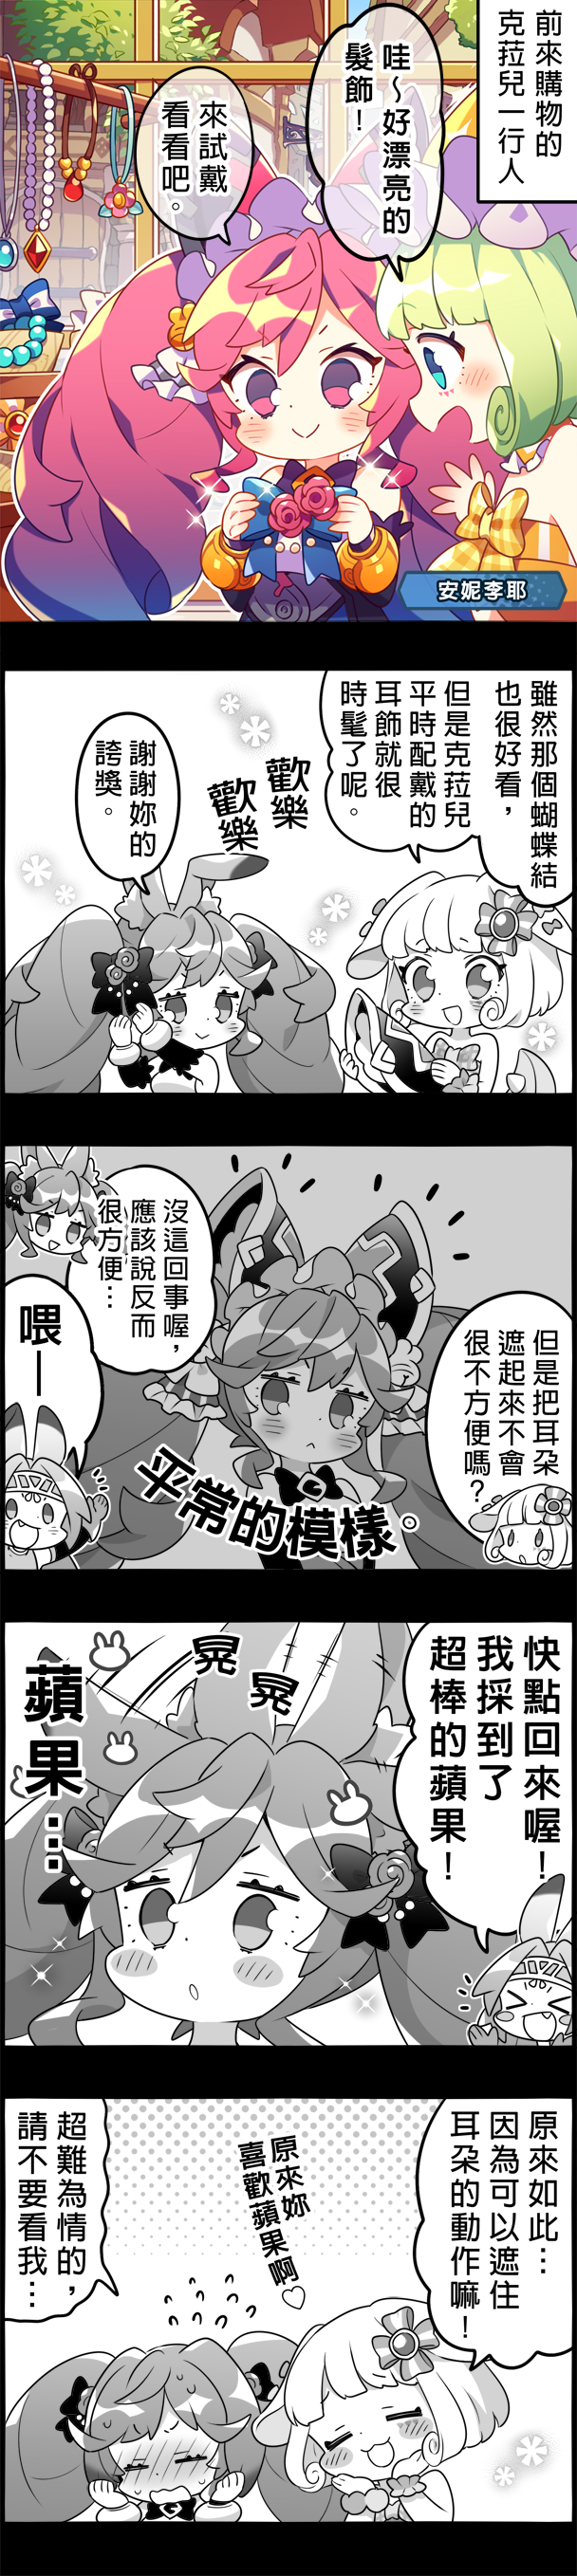 前來購物的
克菈兒一行人
哇～好漂亮的
髮飾！
來試戴
看看吧。
安妮李耶
雖然那個蝴蝶結
也很好看，
但是克菈兒
平時配戴的
耳飾就很
時髦了呢。
歡樂
歡樂
謝謝妳的
誇獎。
但是把耳朵
遮起來不會
很不方便嗎？
沒這回事喔，
應該說反而
很方便…
平常的模樣。
喂—
快點回來喔！
我採到了
超棒的蘋果！
晃
晃
蘋果……
原來如此…
因為可以遮住
耳朵的動作嘛！
原來妳
喜歡蘋果啊♡
超難為情的，
請不要看我…